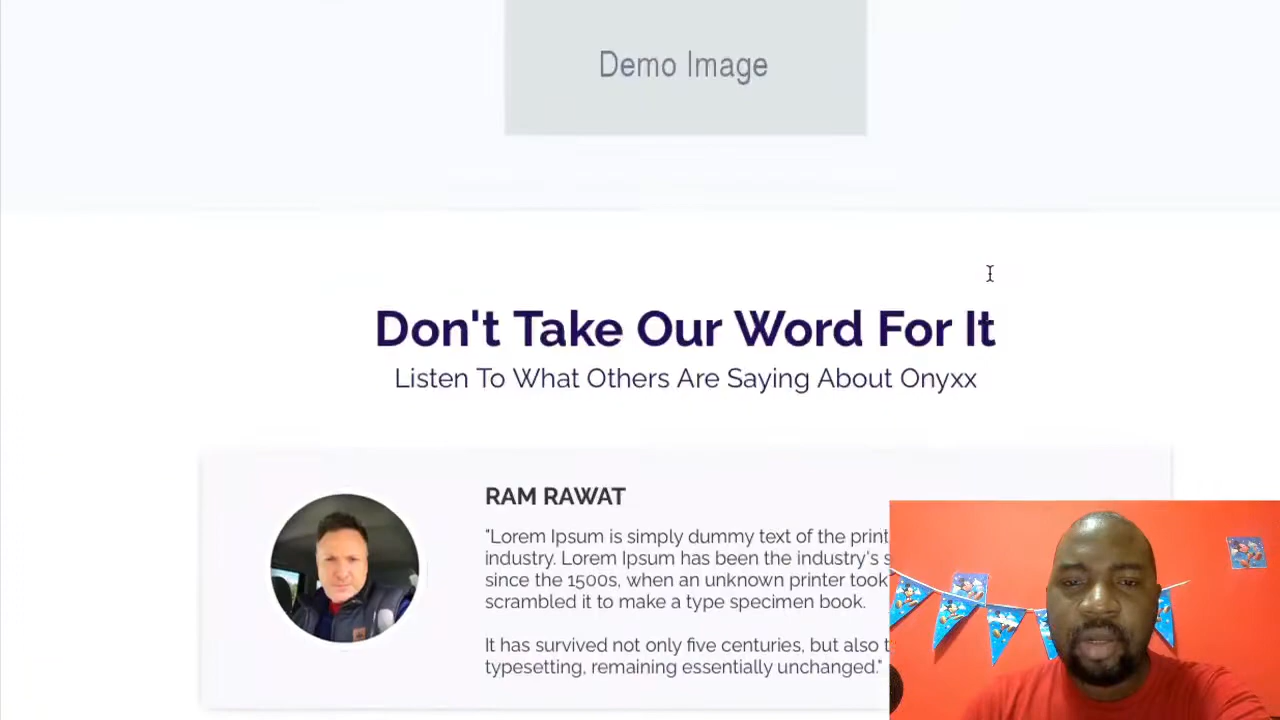 Demo Image
Don't Take Our Word For It
Listen To What Others Are Saying About Onyxx
RAM RAWAT
"Lorem Ipsum is simply dummy text of the print
industry. Lorem Ipsum has been the industry's s
since the 1500s, when an unknown printer took
scrambled it to make a type specimen book.
It has survived not only five centuries, but also t
typesetting, remaining essentially unchanged."